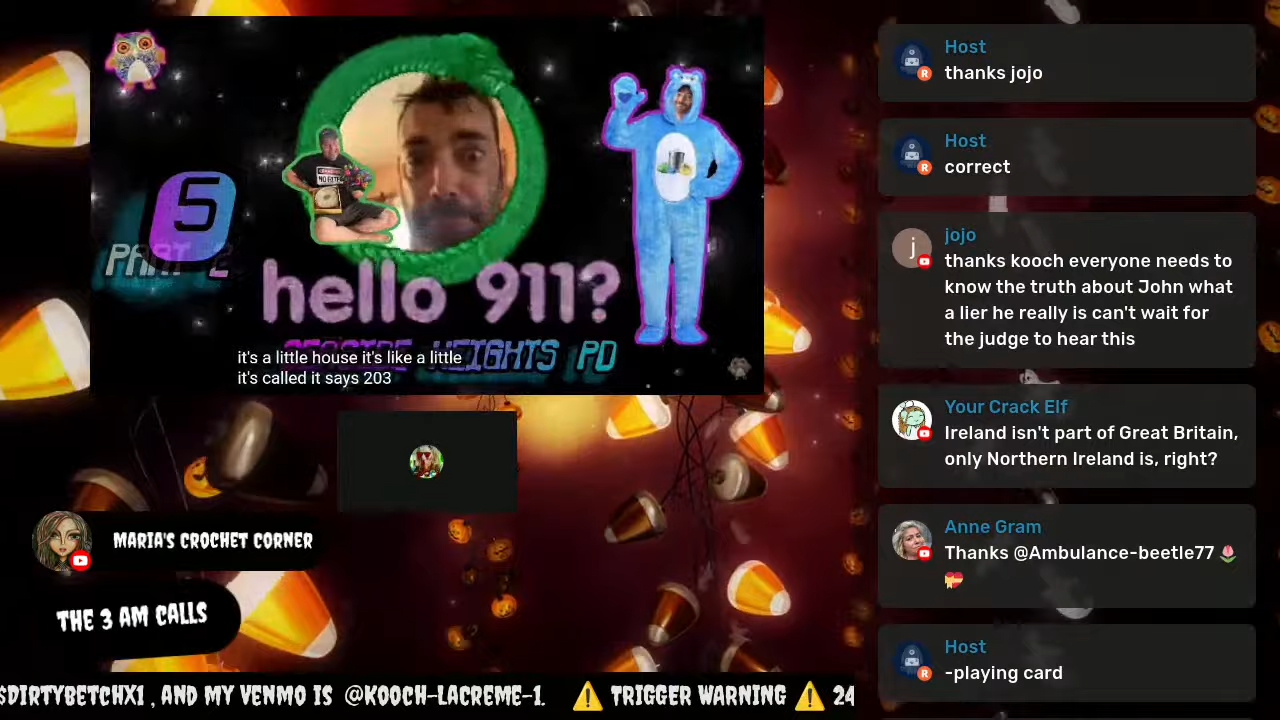 S
PART 2
hello 911?
HEIGHTS PD
it's a little house it's like a little
it's called it says 203
MARIA'S CROCHET CORNER
THE 3 AM CALLS
$DIRTYBETCHX1 , AND MY VENMO IS @KOOCH-LACREME-1. ⚠️ TRIGGER WARNING ⚠️ 24
Host
thanks jojo
Host
correct
j
jojo
thanks kooch everyone needs to
know the truth about John what
a lier he really is can't wait for
the judge to hear this
Your Crack Elf
Ireland isn't part of Great Britain,
only Northern Ireland is, right?
Anne Gram
Thanks @Ambulance-beetle77 🌷
💝
Host
-playing card